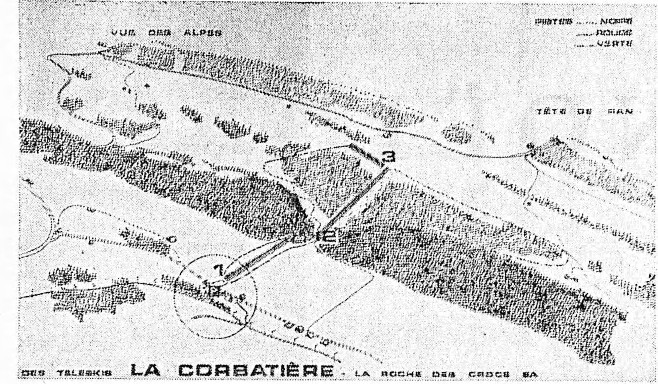 VUE DES ALPES
PISTES ...... NOIRE
...... ROUGE
...... VERTE
TÊTE DE RAN
3
2
1
DES TELESKIS LA CORBATIÈRE - LA ROCHE DES CROCS SA